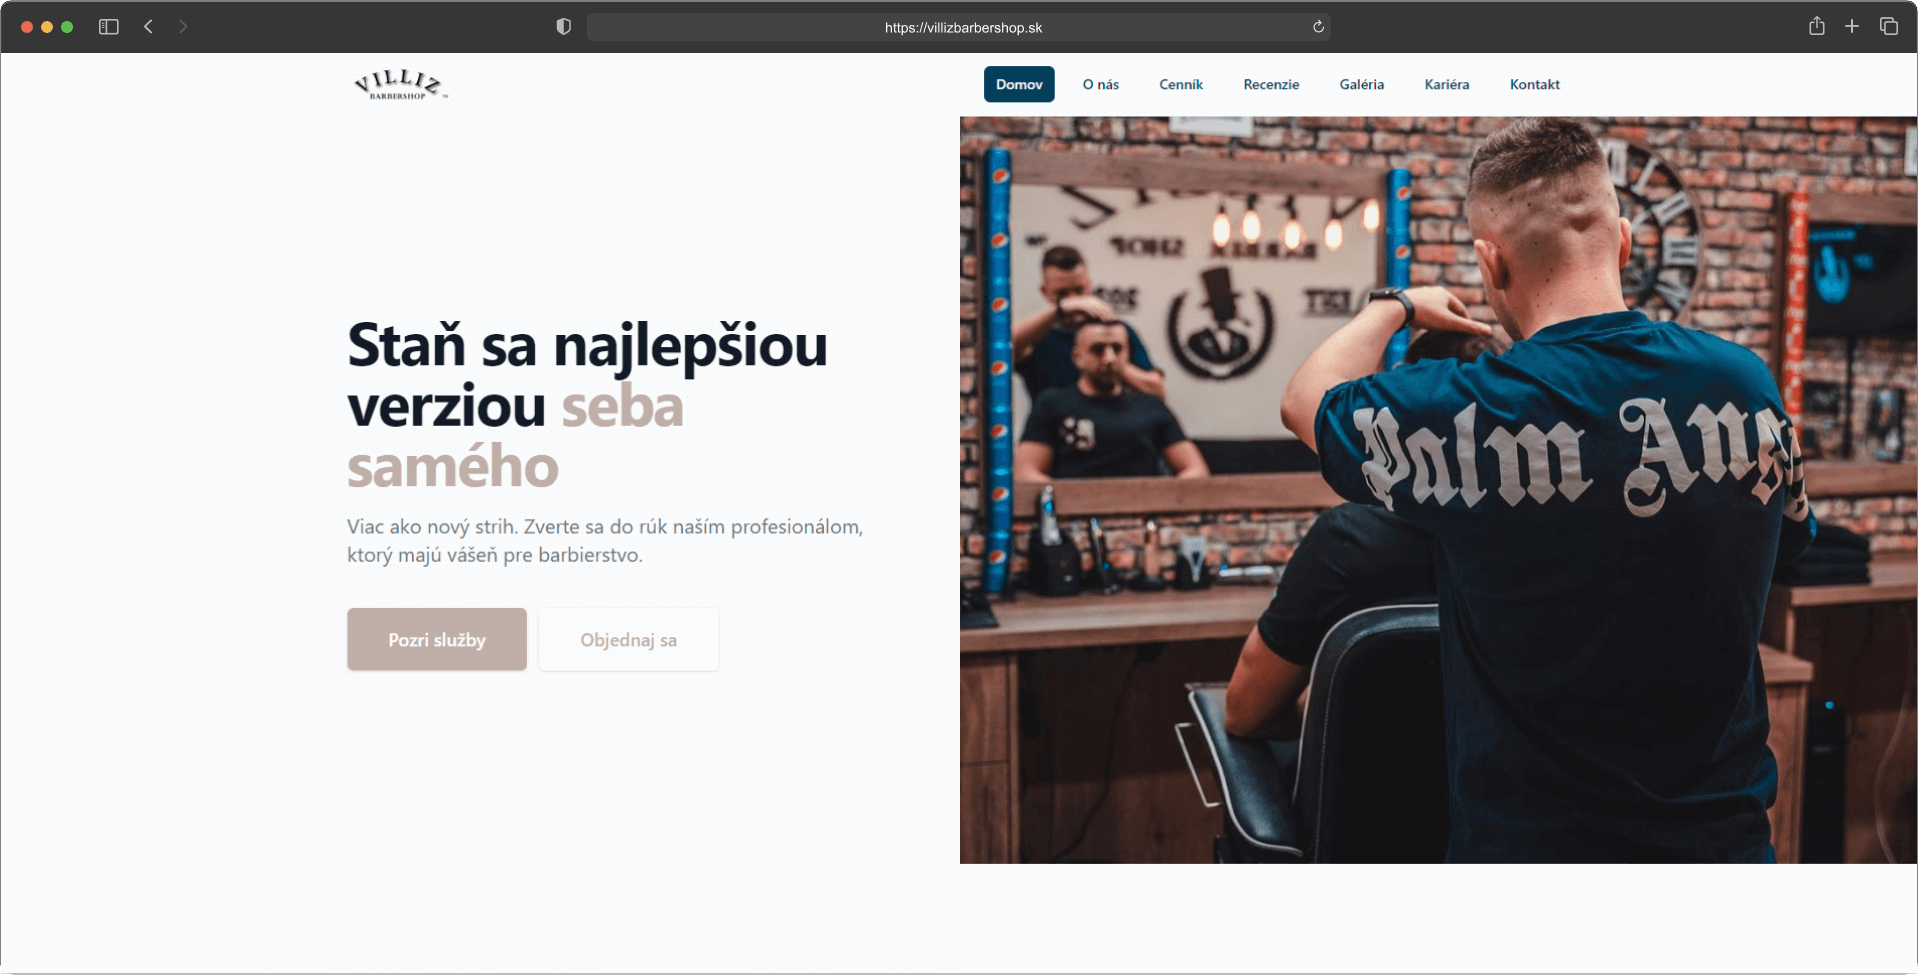 https://villizbarbershop.sk
VILLIZ
BARBERSHOP
Domov
O nás
Cenník
Recenzie
Galéria
Kariéra
Kontakt
Staň sa najlepšiou
verziou seba
samého
Viac ako nový strih. Zverte sa do rúk naším profesionálom,
ktorý majú vášeň pre barbierstvo.
Pozri služby
Objednaj sa
Palm Ang